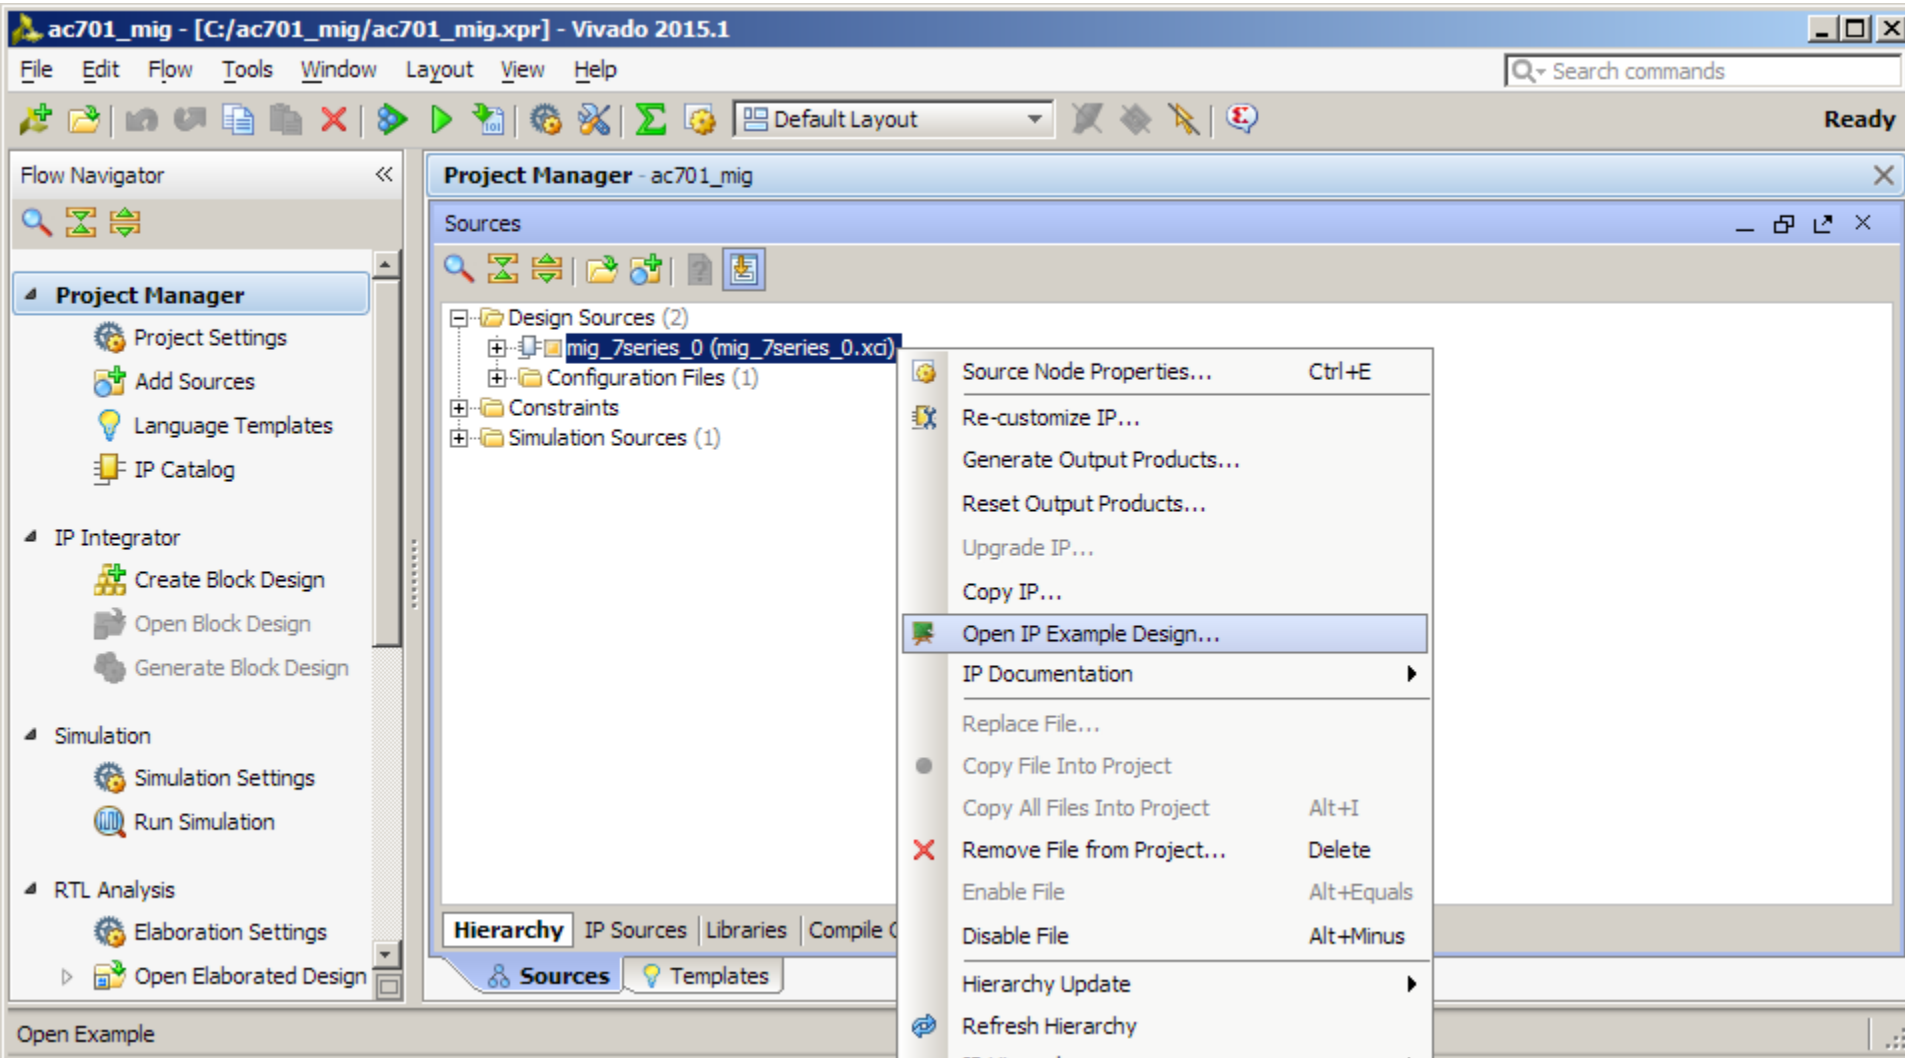 ac701_mig - [C:/ac701_mig/ac701_mig.xpr] - Vivado 2015.1
File Edit Flow Tools Window Layout View Help
Search commands
Default Layout
Ready
Flow Navigator
Project Manager
Project Settings
Add Sources
Language Templates
IP Catalog
IP Integrator
Create Block Design
Open Block Design
Generate Block Design
Simulation
Simulation Settings
Run Simulation
RTL Analysis
Elaboration Settings
Open Elaborated Design
Project Manager - ac701_mig
Sources
Design Sources (2)
mig_7series_0 (mig_7series_0.xci)
Configuration Files (1)
Constraints
Simulation Sources (1)
Hierarchy IP Sources Libraries Compile
Sources Templates
Source Node Properties... Ctrl+E
Re-customize IP...
Generate Output Products...
Reset Output Products...
Upgrade IP...
Copy IP...
Open IP Example Design...
IP Documentation
Replace File...
Copy File Into Project
Copy All Files Into Project Alt+I
Remove File from Project... Delete
Enable File Alt+Equals
Disable File Alt+Minus
Hierarchy Update
Refresh Hierarchy
Open Example